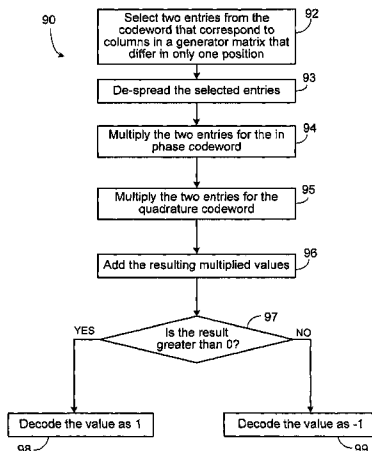 90
92
Select two entries from the
codeword that correspond to
columns in a generator matrix that
differ in only one position
93
De-spread the selected entries
94
Multiply the two entries for the in
phase codeword
95
Multiply the two entries for the
quadrature codeword
96
Add the resulting multiplied values
97
YES
Is the result
greater than 0?
NO
Decode the value as 1
98
Decode the value as -1
99